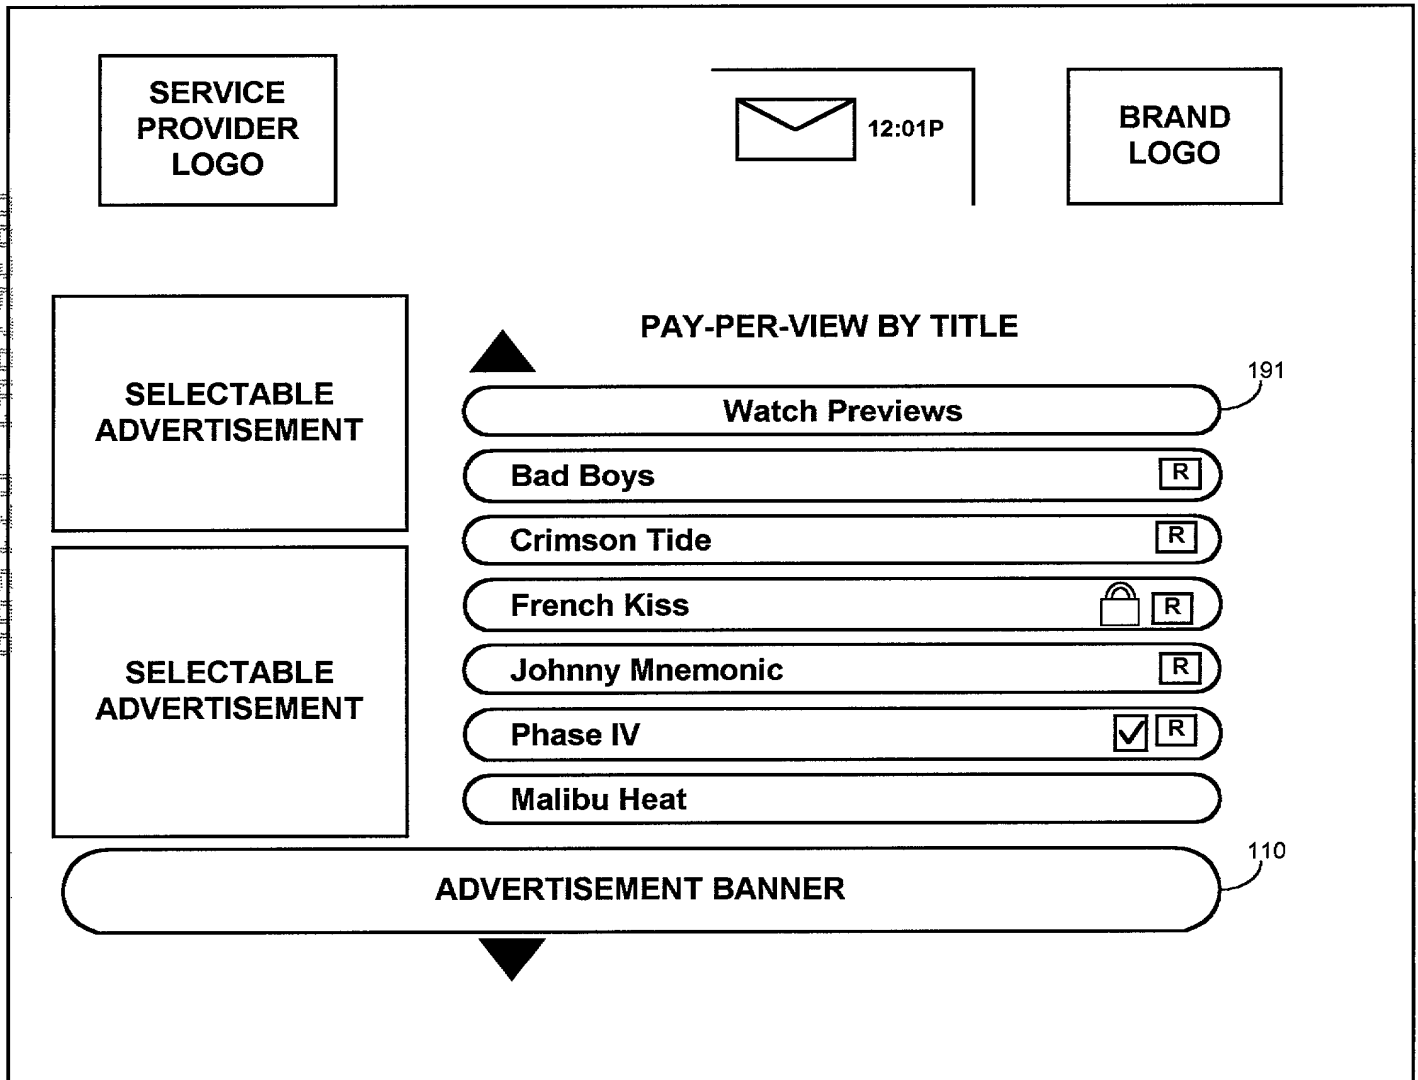 SERVICE
PROVIDER
LOGO
12:01P
BRAND
LOGO
SELECTABLE
ADVERTISEMENT
SELECTABLE
ADVERTISEMENT
PAY-PER-VIEW BY TITLE
191
Watch Previews
Bad Boys R
Crimson Tide R
French Kiss R
Johnny Mnemonic R
Phase IV R
Malibu Heat
110
ADVERTISEMENT BANNER